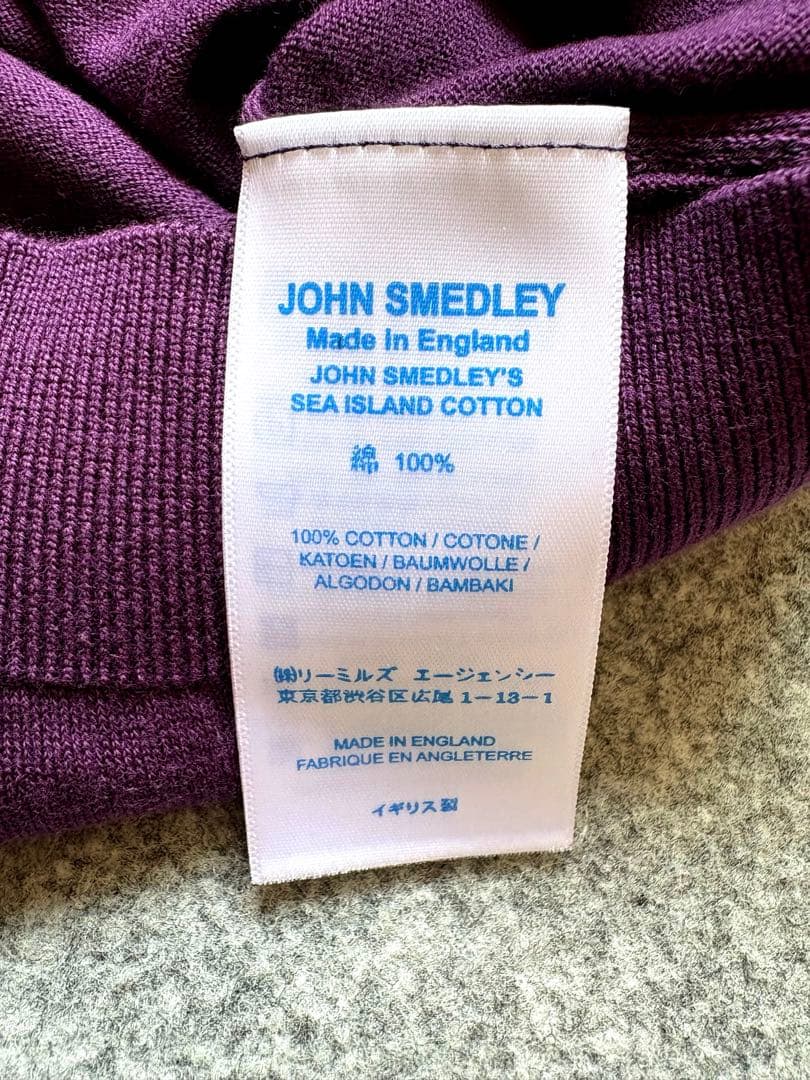 JOHN SMEDLEY
Made in England
JOHN SMEDLEY'S
SEA ISLAND COTTON
綿 100%
100% COTTON / COTONE /
KATOEN / BAUMWOLLE /
ALGODON / BAMBAKI
㈱リーミルズ エージェンシー
東京都渋谷区広尾 1-13-1
MADE IN ENGLAND
FABRIQUE EN ANGLETERRE
イギリス製